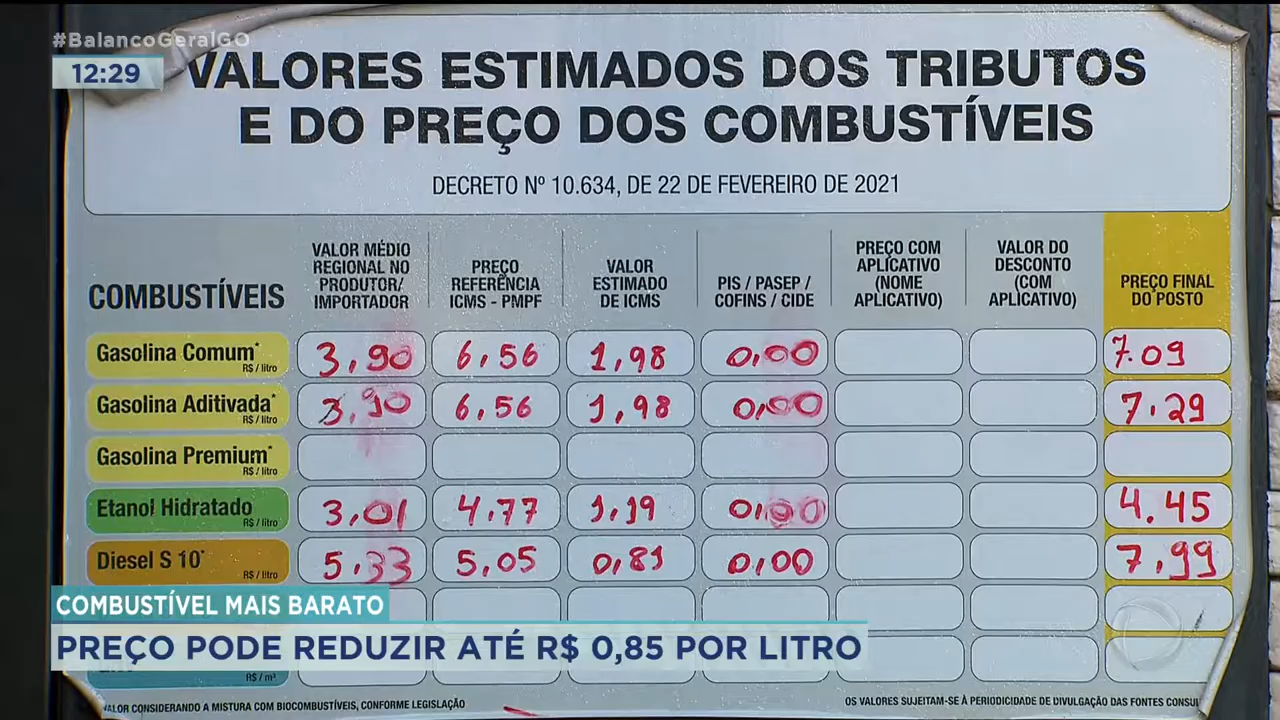 #BalancoGeralGO
12:29
VALORES ESTIMADOS DOS TRIBUTOS
E DO PREÇO DOS COMBUSTÍVEIS
DECRETO Nº 10.634, DE 22 DE FEVEREIRO DE 2021
COMBUSTÍVEIS
VALOR MÉDIO
REGIONAL NO
PRODUTOR/
IMPORTADOR
PREÇO
REFERÊNCIA
ICMS - PMPF
VALOR
ESTIMADO
DE ICMS
PIS / PASEP /
COFINS / CIDE
PREÇO COM
APLICATIVO
(NOME
APLICATIVO)
VALOR DO
DESCONTO
(COM
APLICATIVO)
PREÇO FINAL
DO POSTO
Gasolina Comum* R$ / litro 3,90 6,56 1,98 0,00 7.09
Gasolina Aditivada* R$ / litro 3,90 6,56 1,98 0,00 7.29
Gasolina Premium* R$ / litro
Etanol Hidratado R$ / litro 3,01 4.77 1,19 0,00 4.45
Diesel S 10* R$ / litro 5,33 5,05 0,81 0,00 7,99
COMBUSTÍVEL MAIS BARATO
PREÇO PODE REDUZIR ATÉ R$ 0,85 POR LITRO
R$ / m³
VALOR CONSIDERANDO A MISTURA COM BIOCOMBUSTÍVEIS, CONFORME LEGISLAÇÃO
OS VALORES SUJEITAM-SE À PERIODICIDADE DE DIVULGAÇÃO DAS FONTES